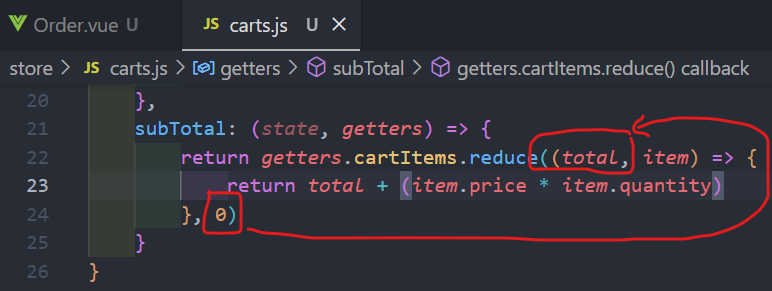 Order.vue U JS carts.js U ×
store > JS carts.js > getters > subTotal > getters.cartItems.reduce() callback
20 },
21 subTotal: (state, getters) => {
22 return getters.cartItems.reduce((total, item) => {
23 return total + (item.price * item.quantity)
24 }, 0)
25 }
26 }